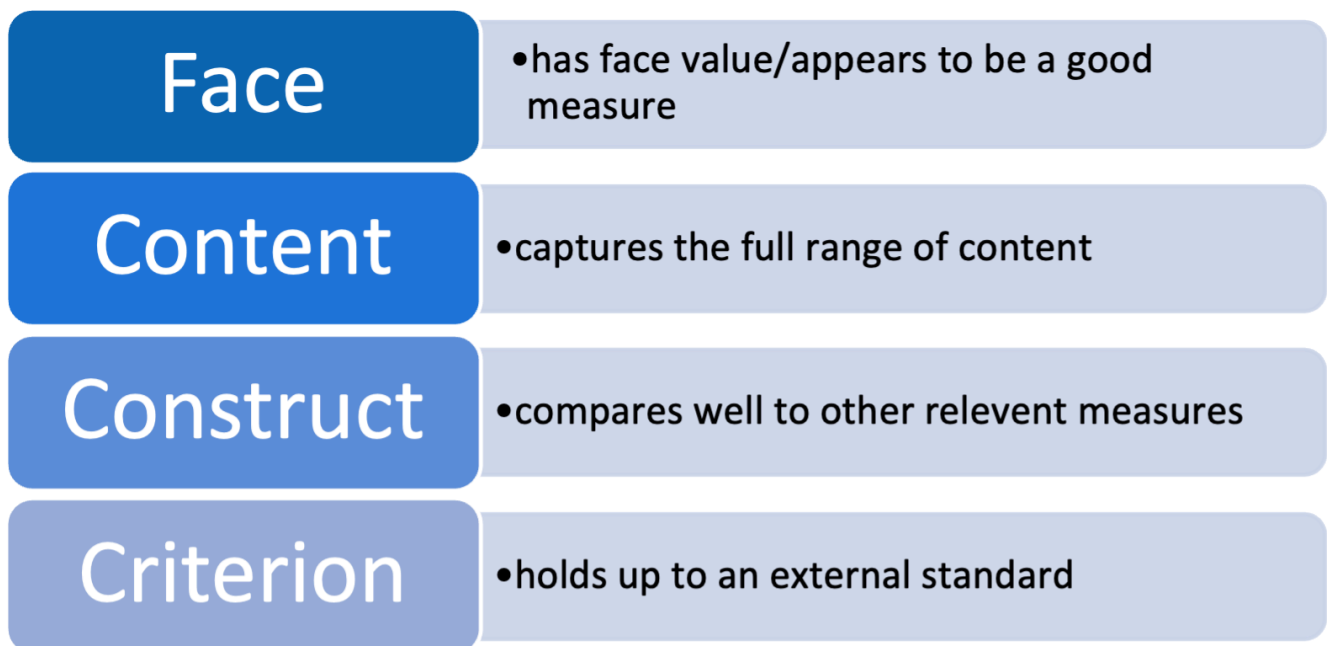 Face
•has face value/appears to be a good
measure
Content
•captures the full range of content
Construct
•compares well to other relevent measures
Criterion
•holds up to an external standard